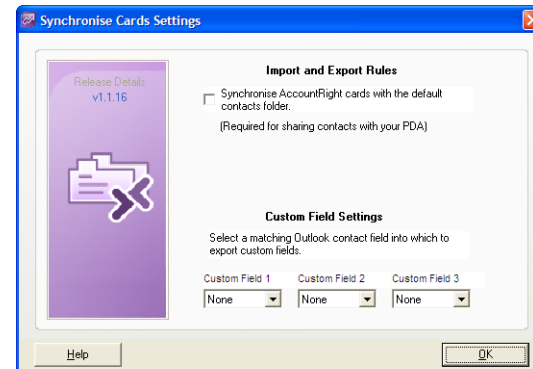 Synchronise Cards Settings
Release Details
v1.1.16
Import and Export Rules
Synchronise AccountRight cards with the default
contacts folder.
(Required for sharing contacts with your PDA)
Custom Field Settings
Select a matching Outlook contact field into which to
export custom fields.
Custom Field 1 Custom Field 2 Custom Field 3
None None None
Help OK